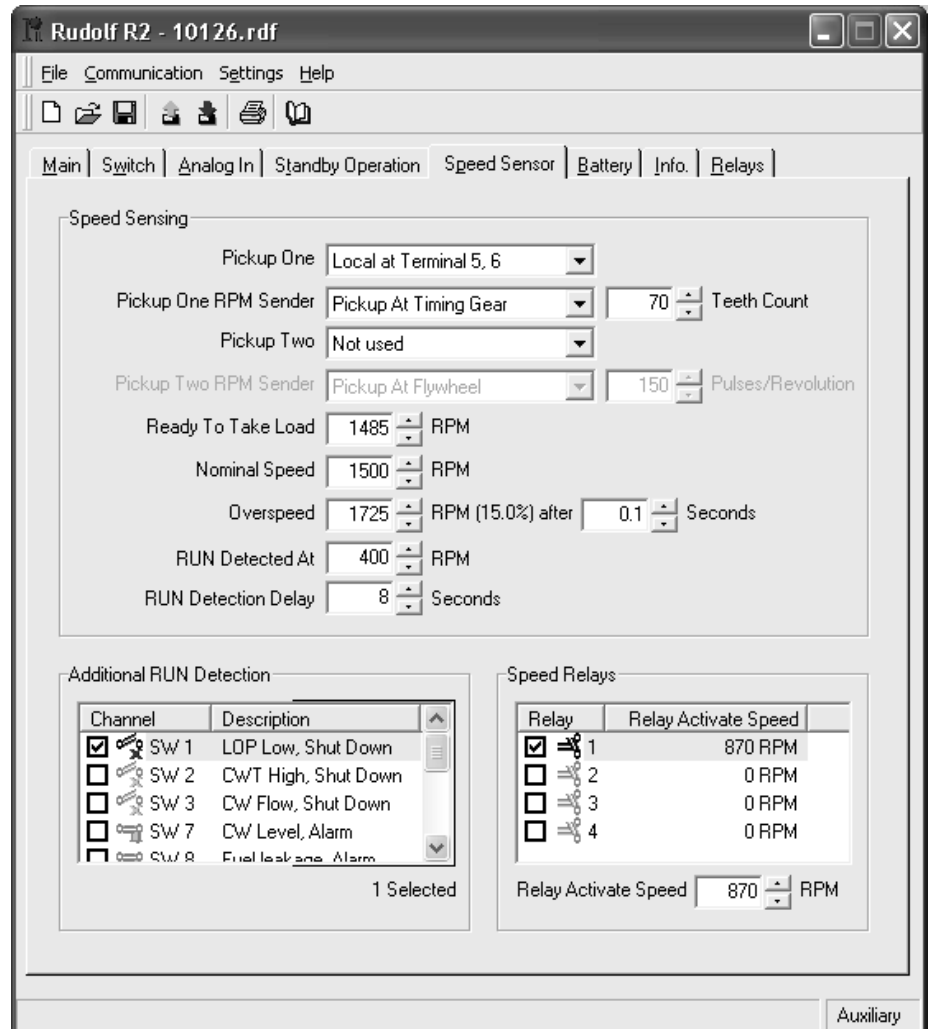 Rudolf R2 - 10126.rdf
File Communication Settings Help
Main Switch Analog In Standby Operation Speed Sensor Battery Info. Relays
Speed Sensing
Pickup One Local at Terminal 5, 6
Pickup One RPM Sender Pickup At Timing Gear 70 Teeth Count
Pickup Two Not used
Pickup Two RPM Sender Pickup At Flywheel 150 Pulses/Revolution
Ready To Take Load 1485 RPM
Nominal Speed 1500 RPM
Overspeed 1725 RPM (15.0%) after 0.1 Seconds
RUN Detected At 400 RPM
RUN Detection Delay 8 Seconds
Additional RUN Detection
Channel Description
SW 1 LOP Low, Shut Down
SW 2 CWT High, Shut Down
SW 3 CW Flow, Shut Down
SW 7 CW Level, Alarm
SW 8 Fuel leakage, Alarm
1 Selected
Speed Relays
Relay Relay Activate Speed
1 870 RPM
2 0 RPM
3 0 RPM
4 0 RPM
Relay Activate Speed 870 RPM
Auxiliary